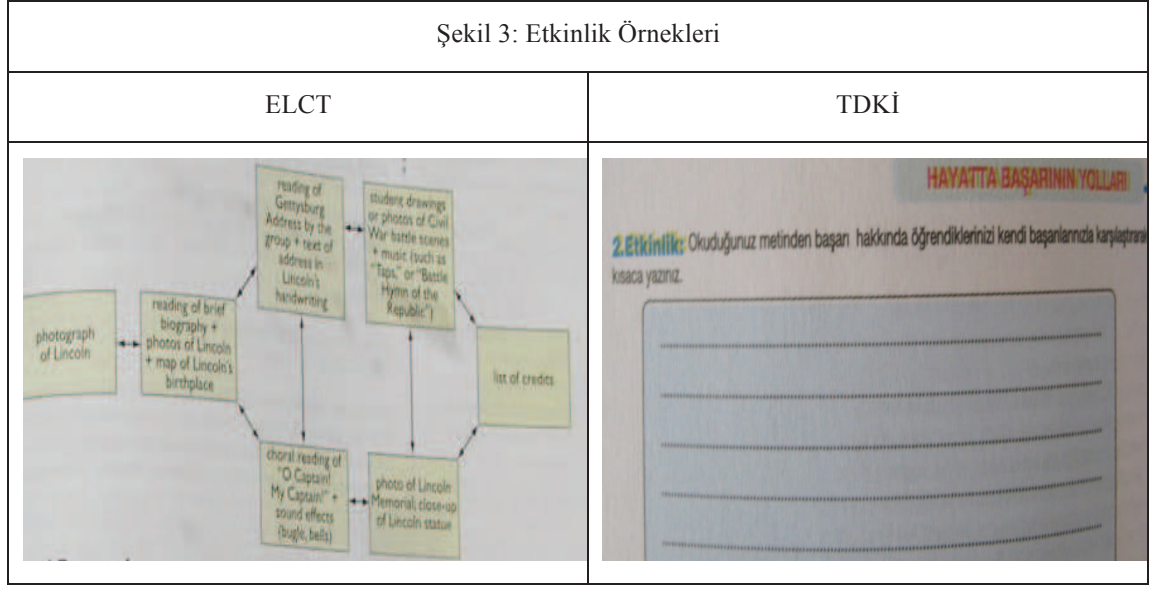 Şekil 3: Etkinlik Örnekleri
ELCT
TDKİ
photograph
of Lincoln
reading of brief
biography +
photos of Lincoln
+ map of Lincoln's
birthplace
reading of
Gettysburg
Address by the
group + text of
address in
Lincoln's
handwriting
student drawings
or photos of Civil
War battle scenes
+ music (such as
"Taps," or "Battle
Hymn of the
Republic")
choral reading of
"O Captain!
My Captain!" +
sound effects
(bugle, bells)
photo of Lincoln
Memorial; close-up
of Lincoln statue
list of credits
HAYATTA BAŞARININ YOLLARI
2.Etkinlik: Okuduğunuz metinden başarı hakkında öğrendiklerinizi kendi başarılarınızla
kısaca yazınız.